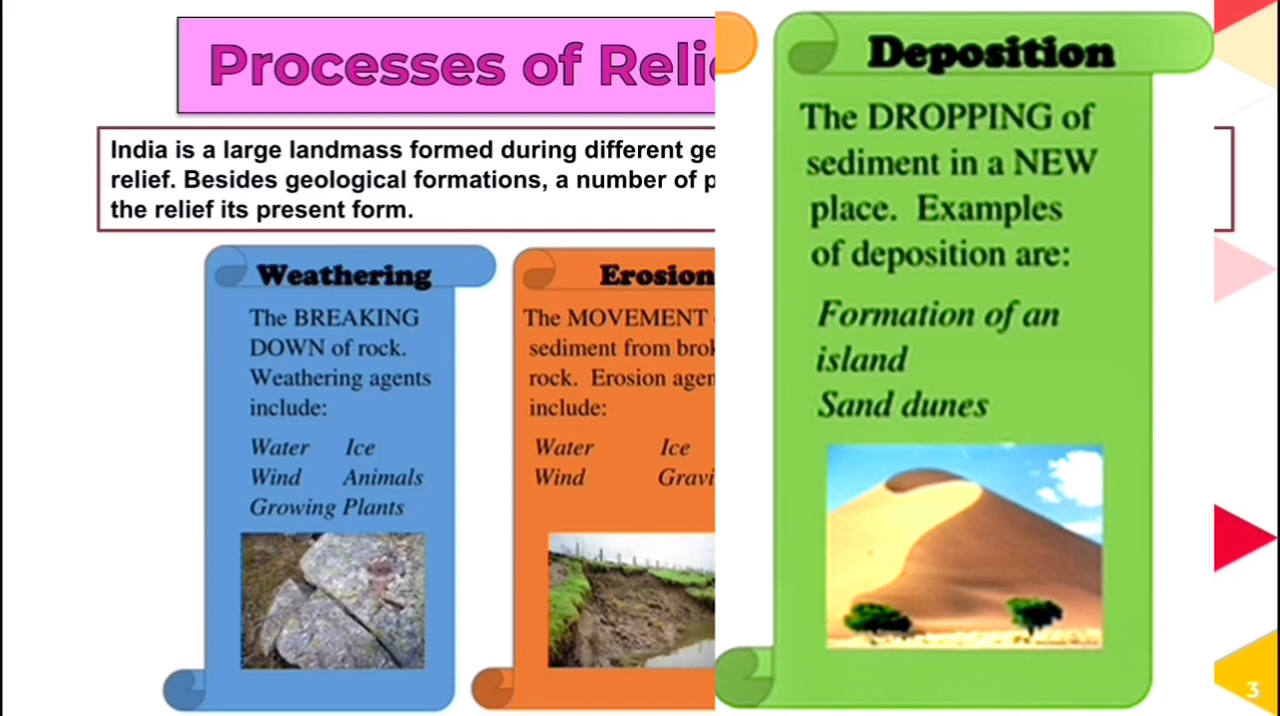 Processes of Relie
India is a large landmass formed during different ge
relief. Besides geological formations, a number of p
the relief its present form.
Weathering
The BREAKING
DOWN of rock.
Weathering agents
include:
Water Ice
Wind Animals
Growing Plants
Erosion
The MOVEMENT
sediment from brok
rock. Erosion agen
include:
Water Ice
Wind Gravi
Deposition
The DROPPING of
sediment in a NEW
place. Examples
of deposition are:
Formation of an
island
Sand dunes
3